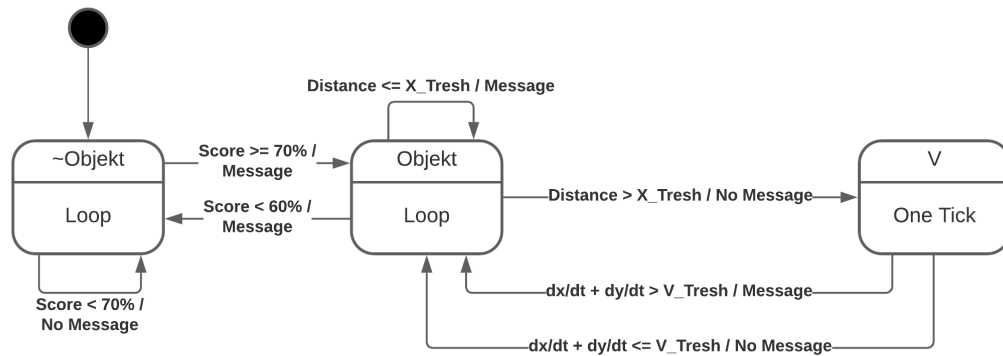 Distance <= X_Tresh / Message
~Objekt
Loop
Score >= 70% /
Message
Score < 60% /
Message
Objekt
Loop
Distance > X_Tresh / No Message
V
One Tick
Score < 70% /
No Message
dx/dt + dy/dt > V_Tresh / Message
dx/dt + dy/dt <= V_Tresh / No Message